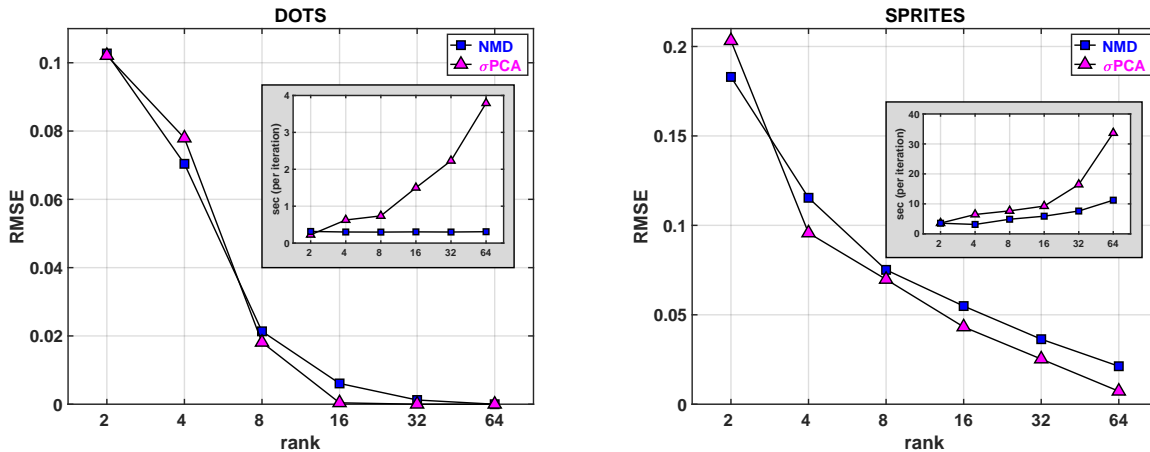 DOTS
0.1
0.08
0.06
0.04
0.02
0
RMSE
2 4 8 16 32 64
rank
NMD
σPCA
4
3
2
1
0
sec (per iteration)
2 4 8 16 32 64
SPRITES
0.2
0.15
0.1
0.05
0
RMSE
2 4 8 16 32 64
rank
NMD
σPCA
40
30
20
10
0
sec (per iteration)
2 4 8 16 32 64